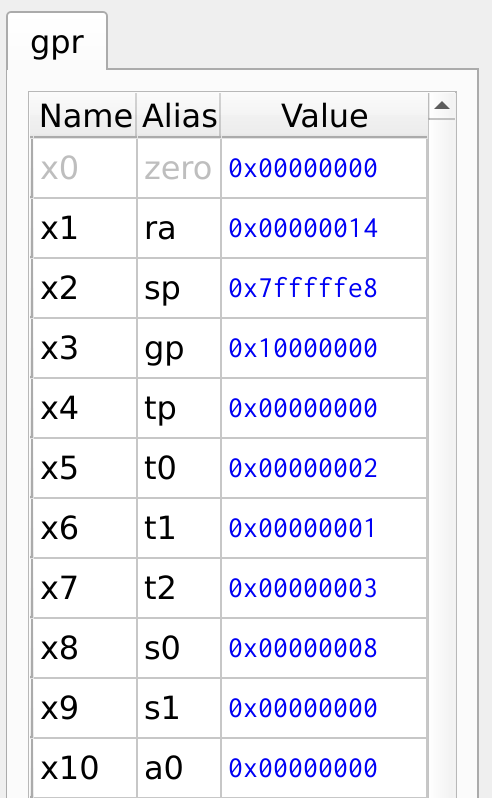 gpr
Name Alias Value
x0 zero 0x00000000
x1 ra 0x00000014
x2 sp 0x7fffffe8
x3 gp 0x10000000
x4 tp 0x00000000
x5 t0 0x00000002
x6 t1 0x00000001
x7 t2 0x00000003
x8 s0 0x00000008
x9 s1 0x00000000
x10 a0 0x00000000